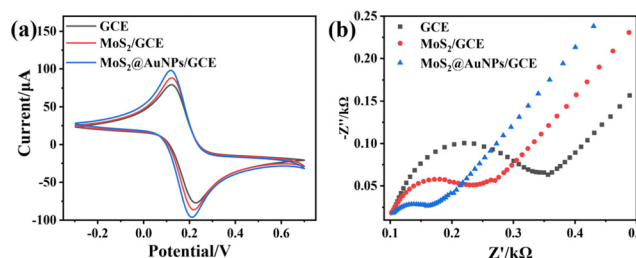 (a)
GCE
MoS₂/GCE
MoS₂@AuNPs/GCE
Current/μA
100
50
0
-50
-100
-0.2
0.0
0.2
0.4
0.6
Potential/V
(b)
GCE
MoS₂/GCE
MoS₂@AuNPs/GCE
-Z''/kΩ
0.25
0.20
0.15
0.10
0.05
0.1
0.2
0.3
0.4
Z'/kΩ